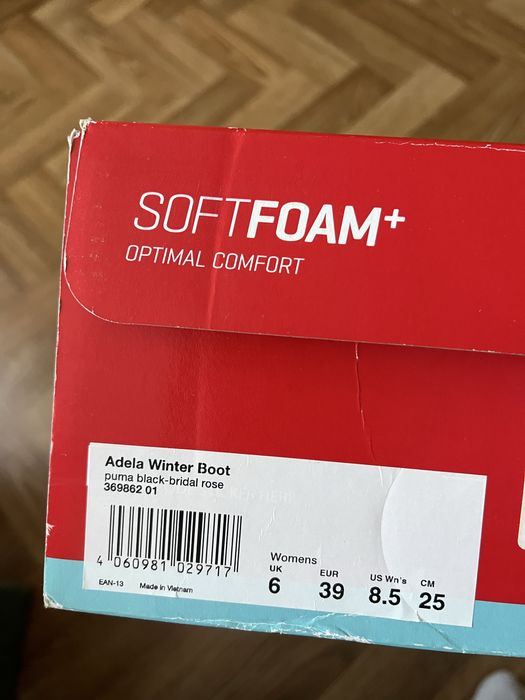 SOFTFOAM+
OPTIMAL COMFORT
Adela Winter Boot
puma black-bridal rose
369862 01
4 060981 029717
EAN-13 Made in Vietnam
Womens
UK EUR US Wn's CM
6 39 8.5 25